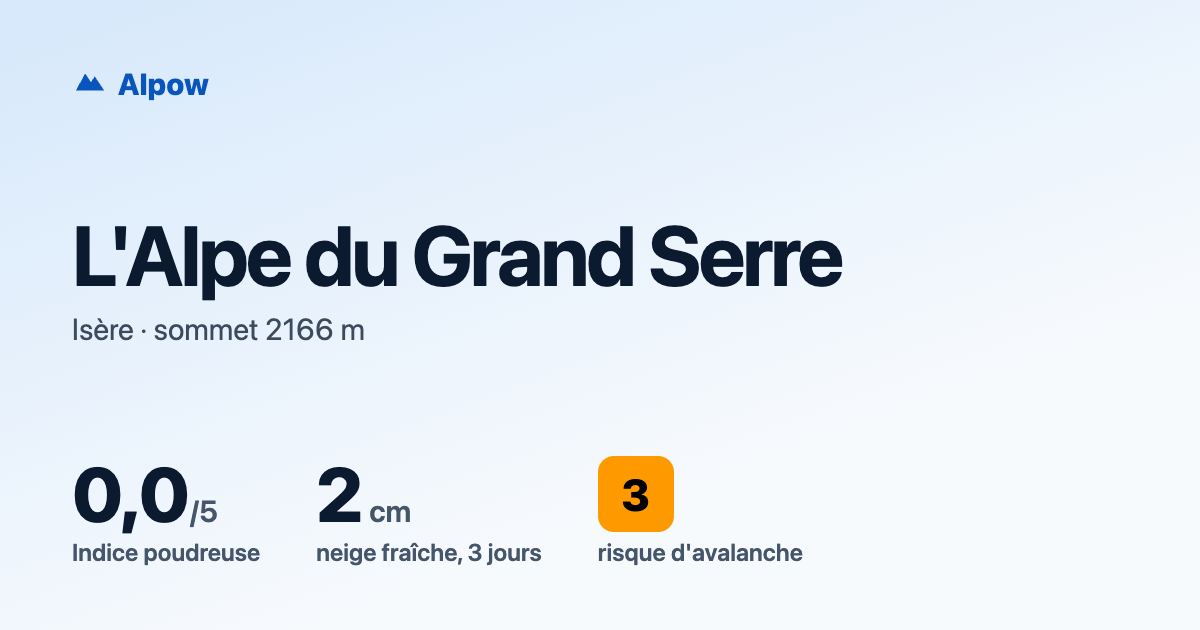 Alpow
L'Alpe du Grand Serre
Isère · sommet 2166 m
0,0/5
2 cm
3
Indice poudreuse
neige fraîche, 3 jours
risque d'avalanche